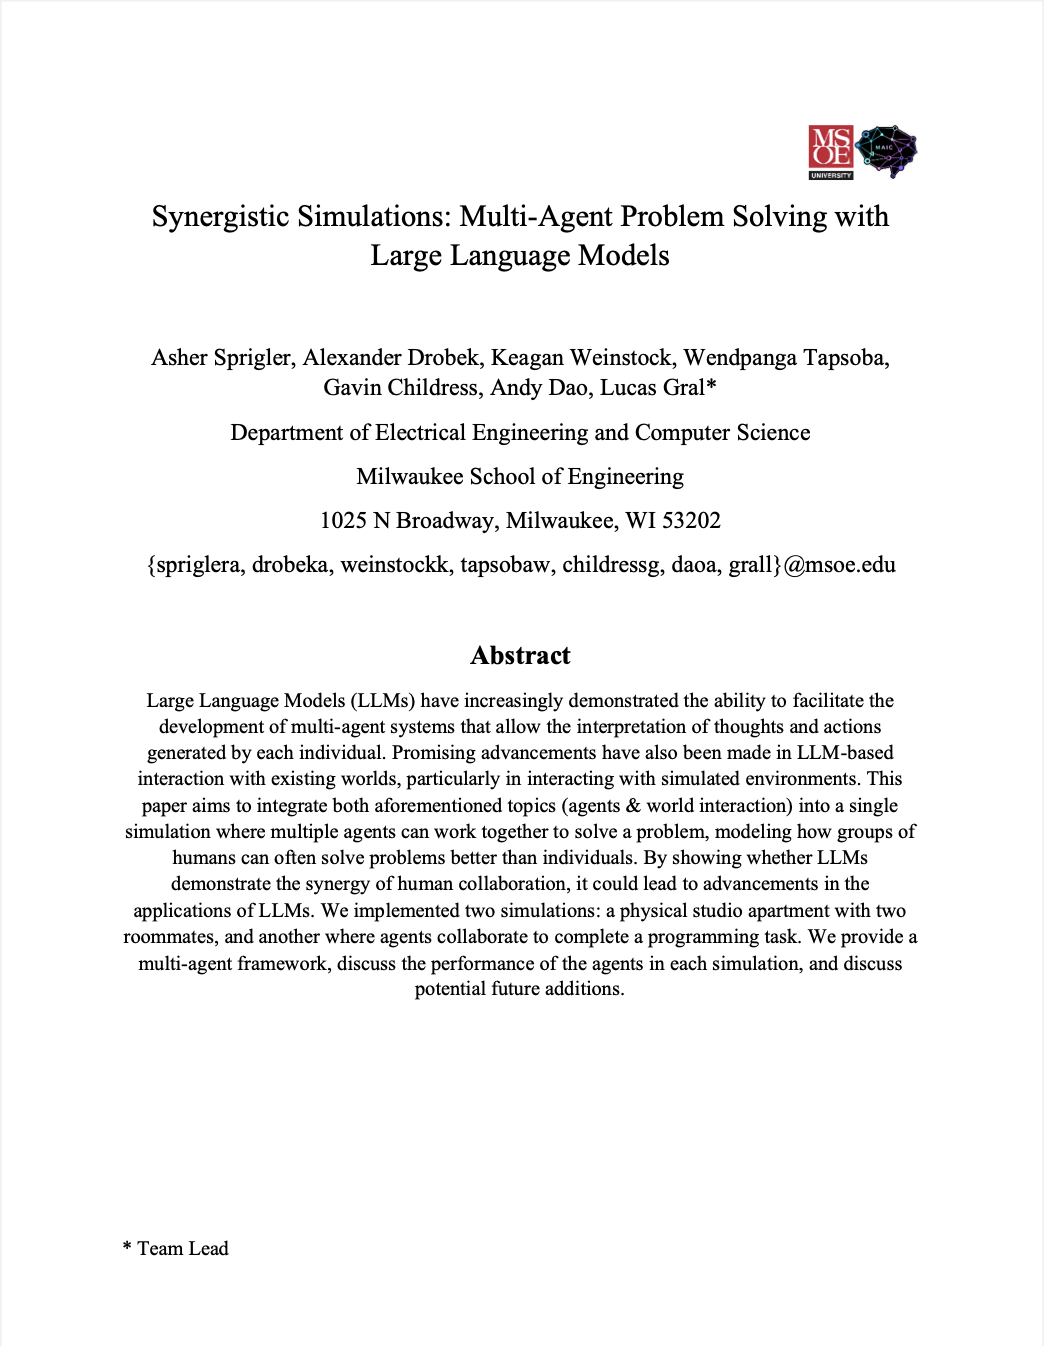 MS
OE
UNIVERSITY
MAIC
Synergistic Simulations: Multi-Agent Problem Solving with
Large Language Models
Asher Sprigler, Alexander Drobek, Keagan Weinstock, Wendpanga Tapsoba,
Gavin Childress, Andy Dao, Lucas Gral*
Department of Electrical Engineering and Computer Science
Milwaukee School of Engineering
1025 N Broadway, Milwaukee, WI 53202
{spriglera, drobeka, weinstockk, tapsobaw, childressg, daoa, grall}@msoe.edu
Abstract
Large Language Models (LLMs) have increasingly demonstrated the ability to facilitate the
development of multi-agent systems that allow the interpretation of thoughts and actions
generated by each individual. Promising advancements have also been made in LLM-based
interaction with existing worlds, particularly in interacting with simulated environments. This
paper aims to integrate both aforementioned topics (agents & world interaction) into a single
simulation where multiple agents can work together to solve a problem, modeling how groups of
humans can often solve problems better than individuals. By showing whether LLMs
demonstrate the synergy of human collaboration, it could lead to advancements in the
applications of LLMs. We implemented two simulations: a physical studio apartment with two
roommates, and another where agents collaborate to complete a programming task. We provide a
multi-agent framework, discuss the performance of the agents in each simulation, and discuss
potential future additions.
* Team Lead